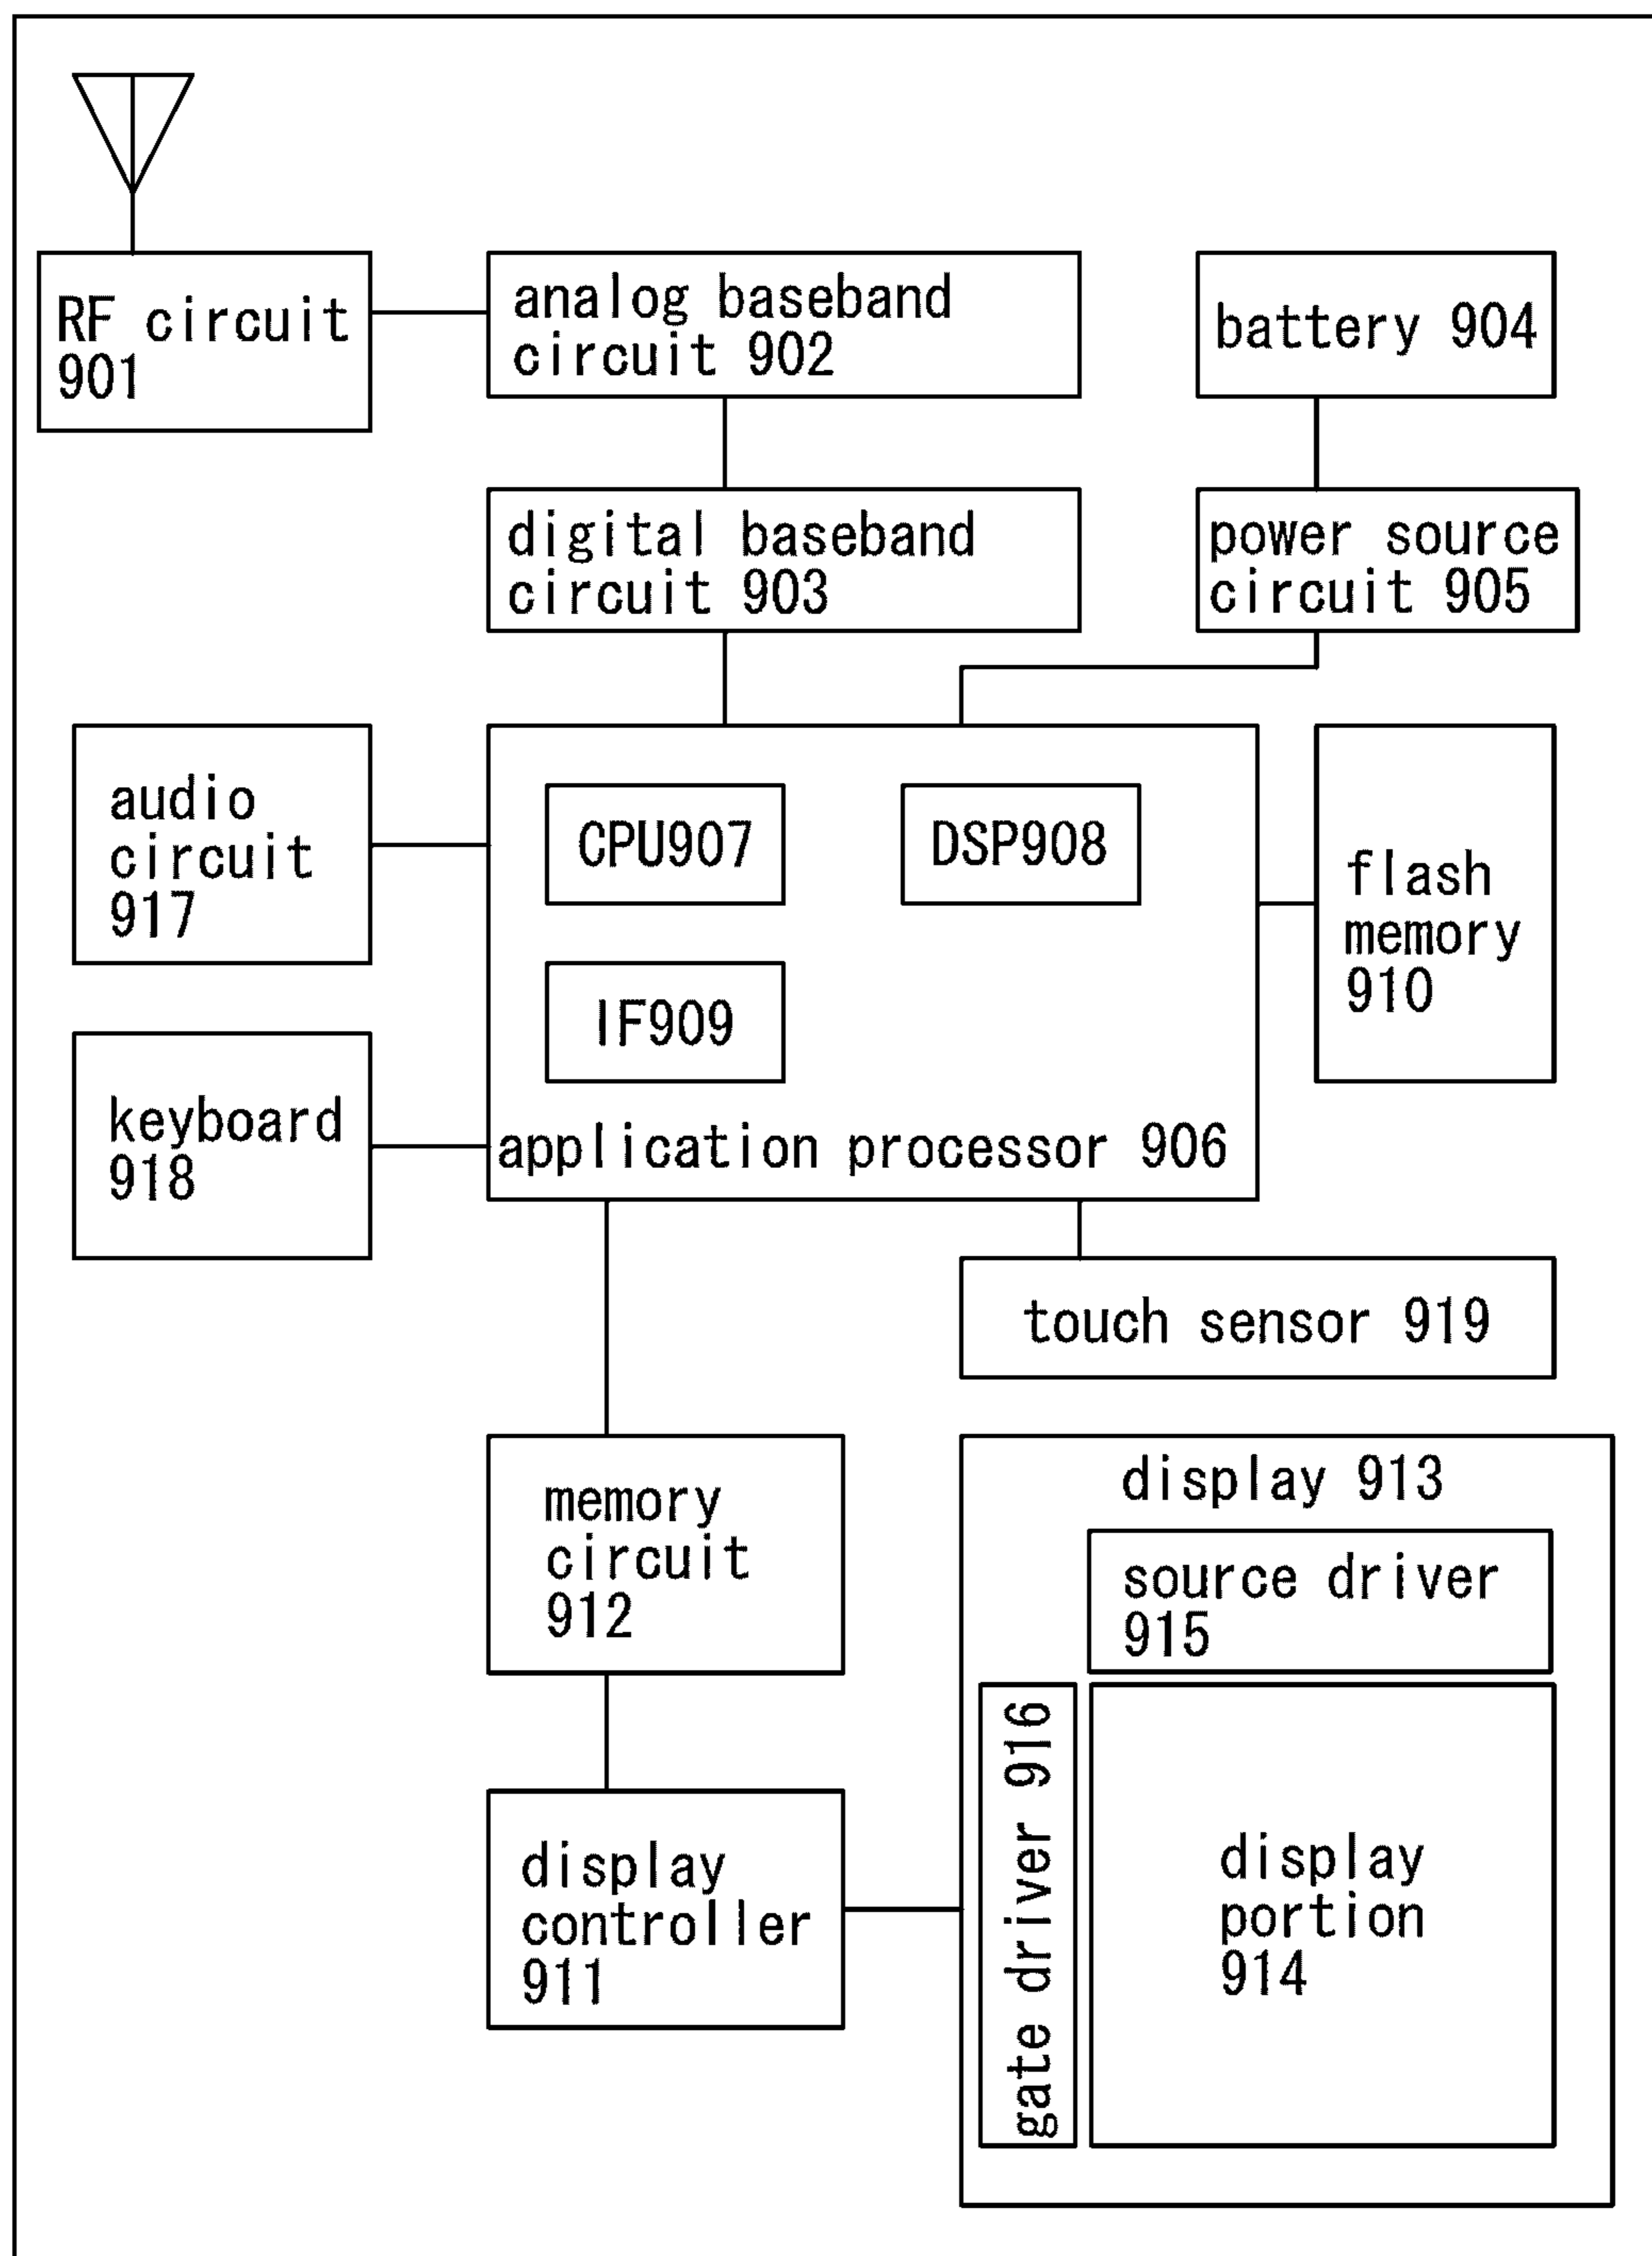 RF circuit
901
analog baseband
circuit 902
battery 904
digital baseband
circuit 903
power source
circuit 905
audio
circuit
917
CPU907
DSP908
flash
memory
910
IF909
keyboard
918
application processor 906
touch sensor 919
memory
circuit
912
display 913
source driver
915
gate driver 916
display
portion
914
display
controller
911